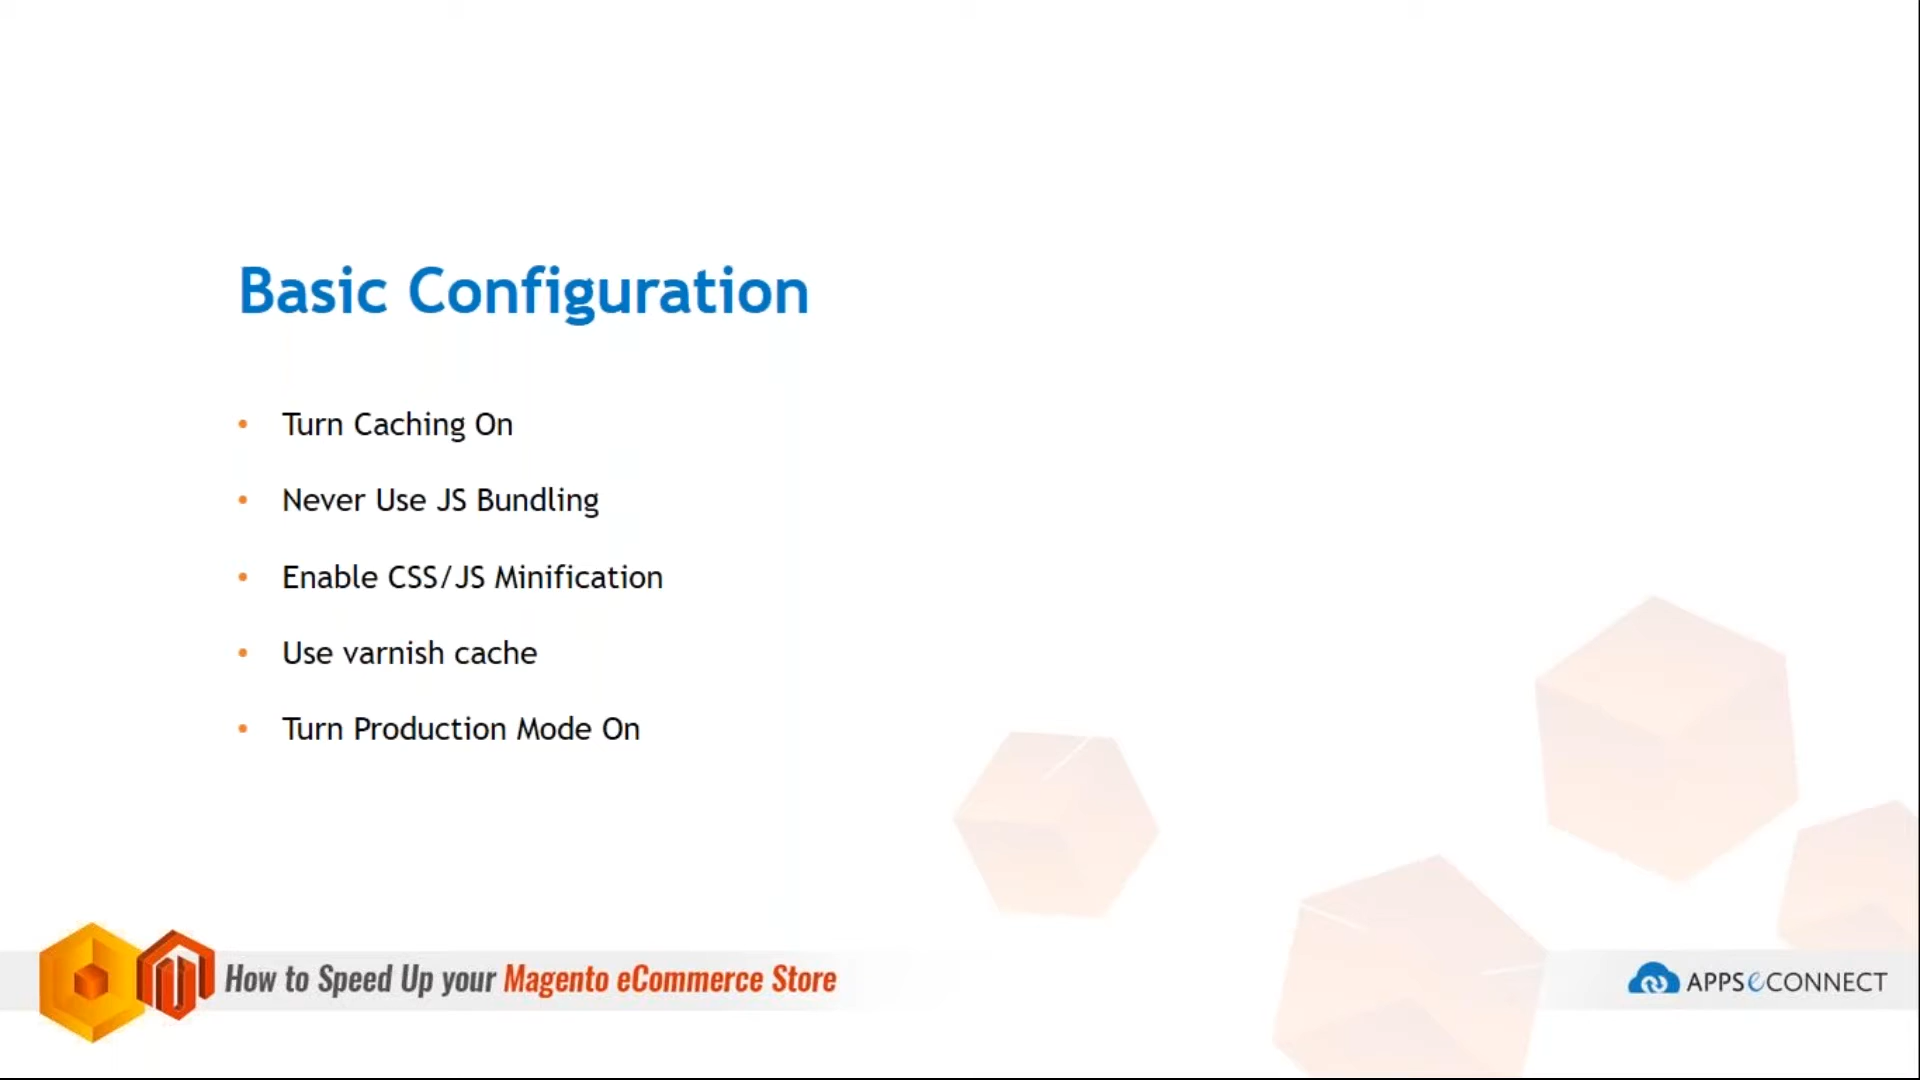 Basic Configuration
• Turn Caching On
• Never Use JS Bundling
• Enable CSS/JS Minification
• Use varnish cache
• Turn Production Mode On
How to Speed Up your Magento eCommerce Store
APPSeCONNECT